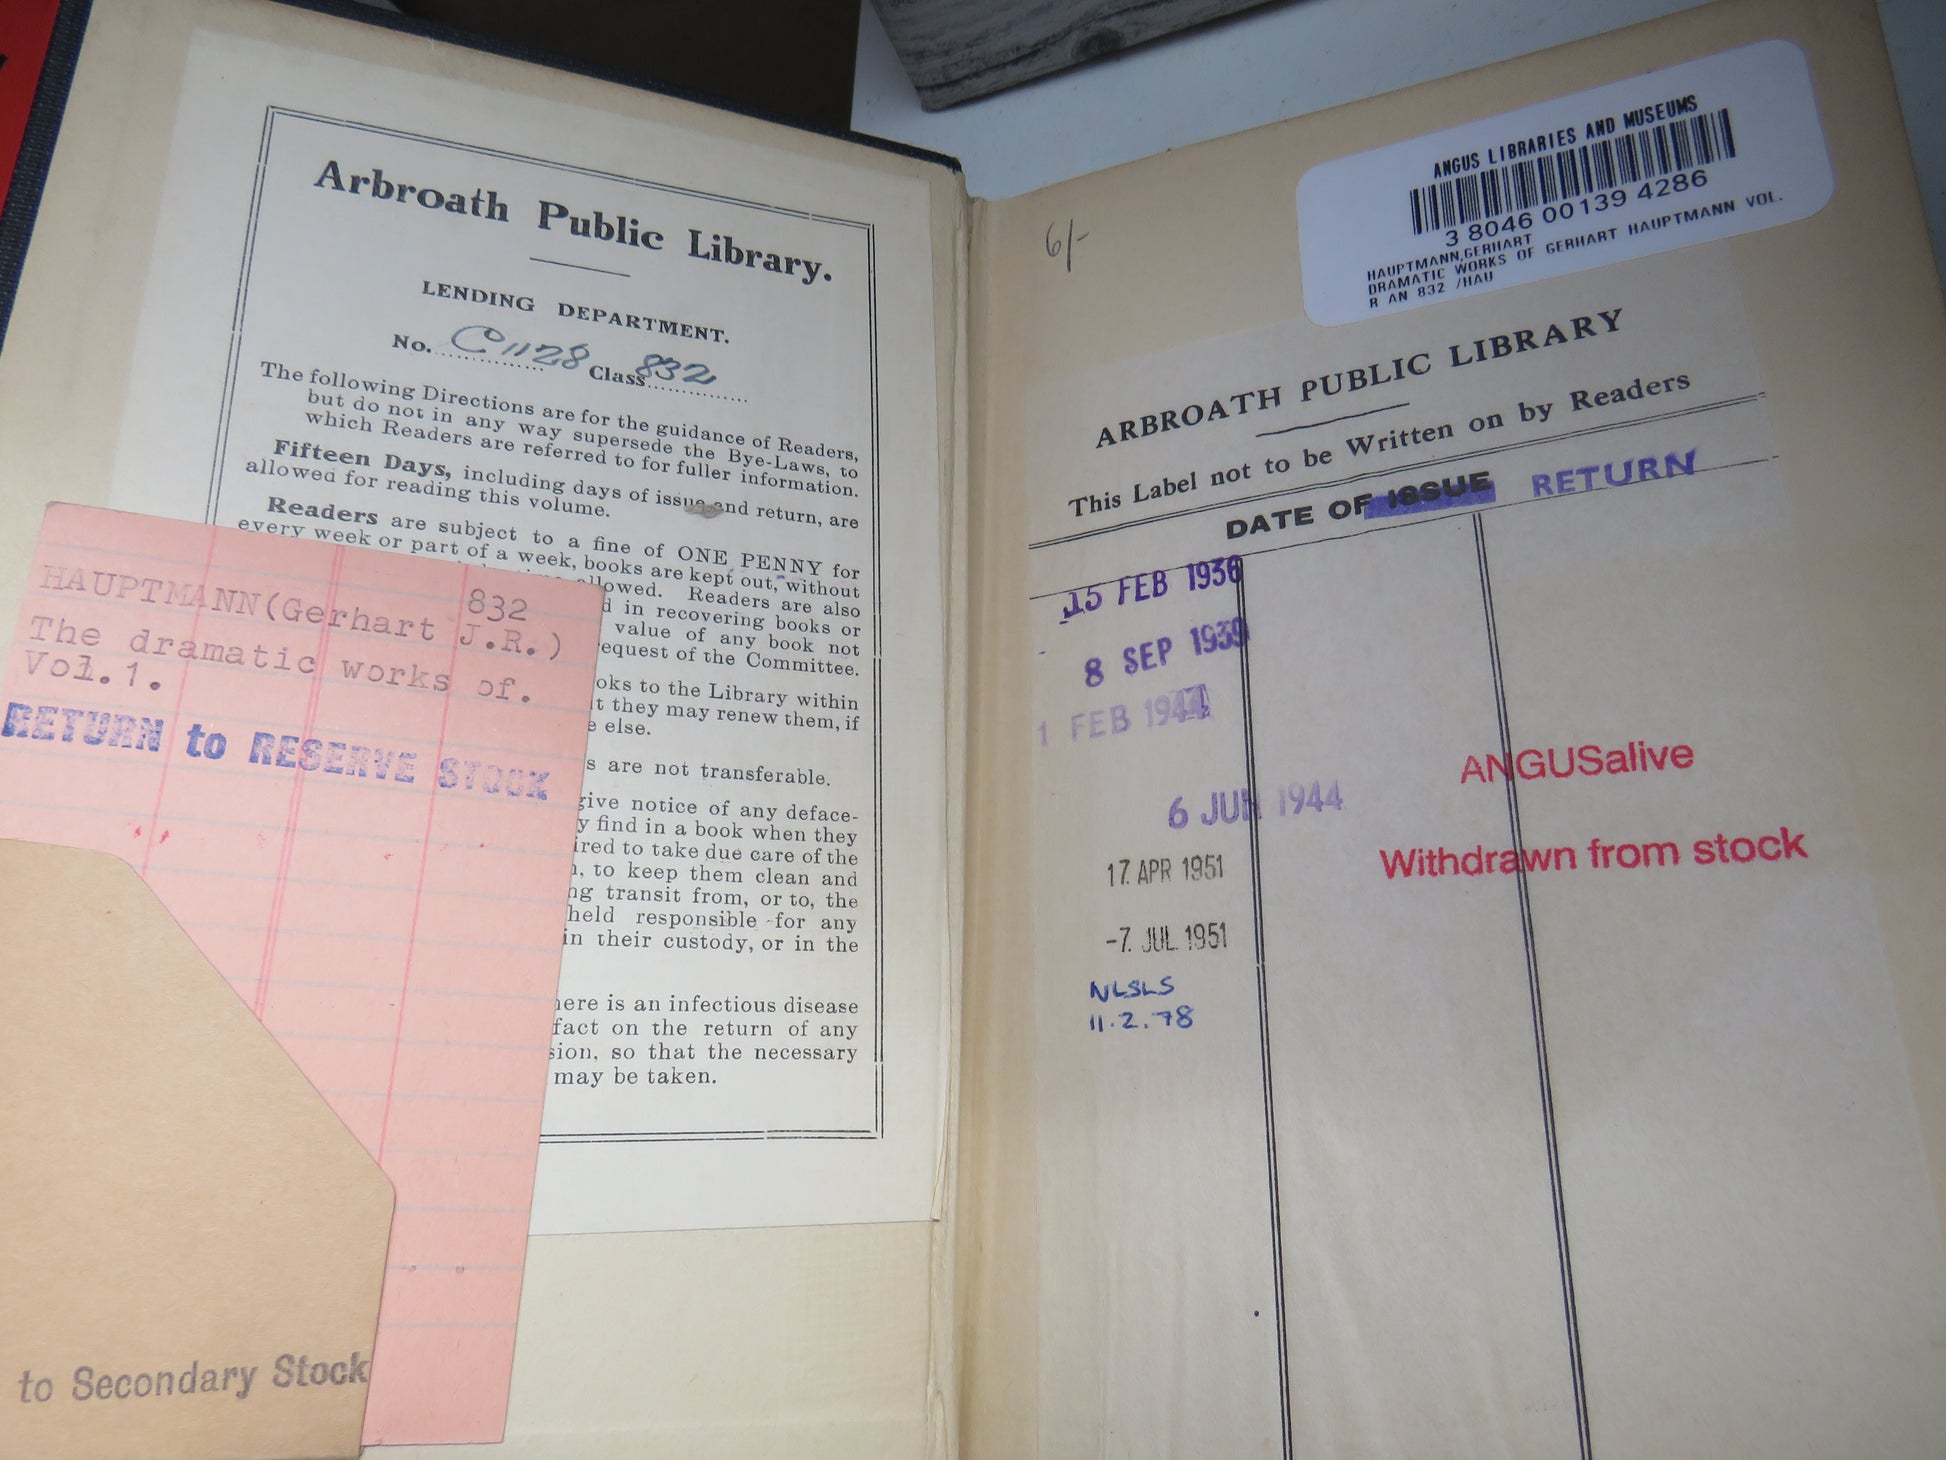 Arbroath Public Library.
LENDING DEPARTMENT.
No. C1128 Class 832
The following Directions are for the guidance of Readers,
but do not in any way supersede the Bye-Laws, to
which Readers are referred to for fuller information.
Fifteen Days, including days of issue and return, are
allowed for reading this volume.
Readers are subject to a fine of ONE PENNY for
every week or part of a week, books are kept out, without
allowed. Readers are also
in recovering books or
value of any book not
request of the Committee.
to the Library within
they may renew them, if
else.
are not transferable.
give notice of any deface-
find in a book when they
to take due care of the
to keep them clean and
transit from, or to, the
held responsible for any
in their custody, or in the
there is an infectious disease
fact on the return of any
so that the necessary
may be taken.
832
HAUPTMANN(Gerhart J.R.)
The dramatic works of.
Vol.1.
RETURN to RESERVE STOCK
to Secondary Stock
6/-
ANGUS LIBRARIES AND MUSEUMS
3 8046 00139 4286
HAUPTMANN,GERHART
DRAMATIC WORKS OF GERHART HAUPTMANN VOL.
R AN 832 /HAU
ARBROATH PUBLIC LIBRARY
This Label not to be Written on by Readers
DATE OF ISSUE RETURN
15 FEB 1936
8 SEP 1939
1 FEB 1944
6 JUN 1944
17. APR 1951
-7. JUL 1951
NLSLS
11.2.78
ANGUSalive
Withdrawn from stock